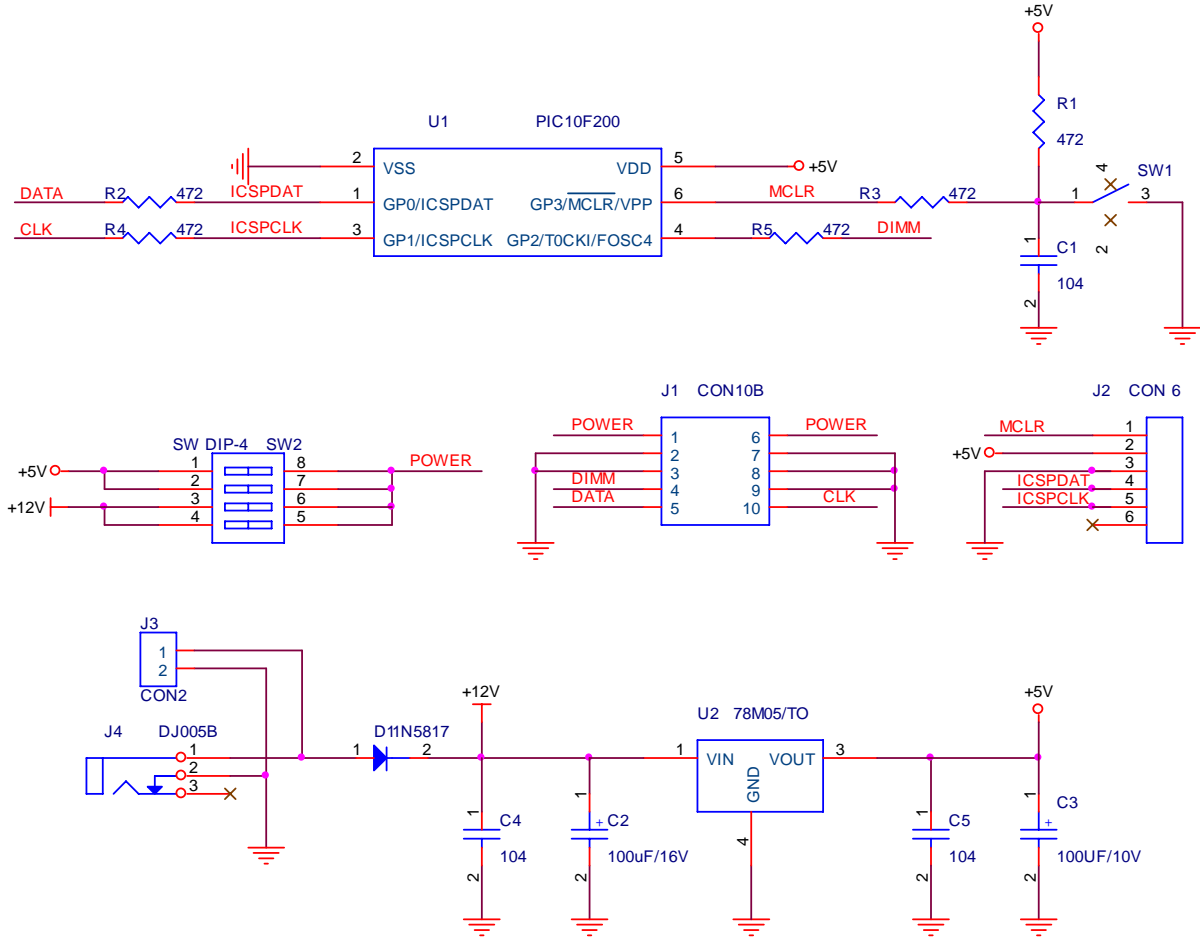 +5V
U1 PIC10F200
R1
472
2 VSS VDD 5 +5V
DATA R2 472 ICSPDAT 1 GP0/ICSPDAT GP3/MCLR/VPP 6 MCLR R3 472
CLK R4 472 ICSPCLK 3 GP1/ICSPCLK GP2/T0CKI/FOSC4 4 R5 472 DIMM
4 SW1
1 3
2
1 C1
104
2
J1 CON10B
J2 CON 6
SW DIP-4 SW2
+5V 1 8 POWER
2 7
+12V 3 6
4 5
POWER 1 6 POWER
2 7
3 8
DIMM 4 9
DATA 5 10 CLK
MCLR 1
+5V 2
3
ICSPDAT 4
ICSPCLK 5
6
J3
1
2
CON2
J4 DJ005B
1
2
3
+12V
D11N5817
1 2
U2 78M05/TO
1 VIN VOUT 3
GND
4
+5V
1 C4
104
2
1 + C2
100uF/16V
2
1 C5
104
2
1 C3
+
100UF/10V
2